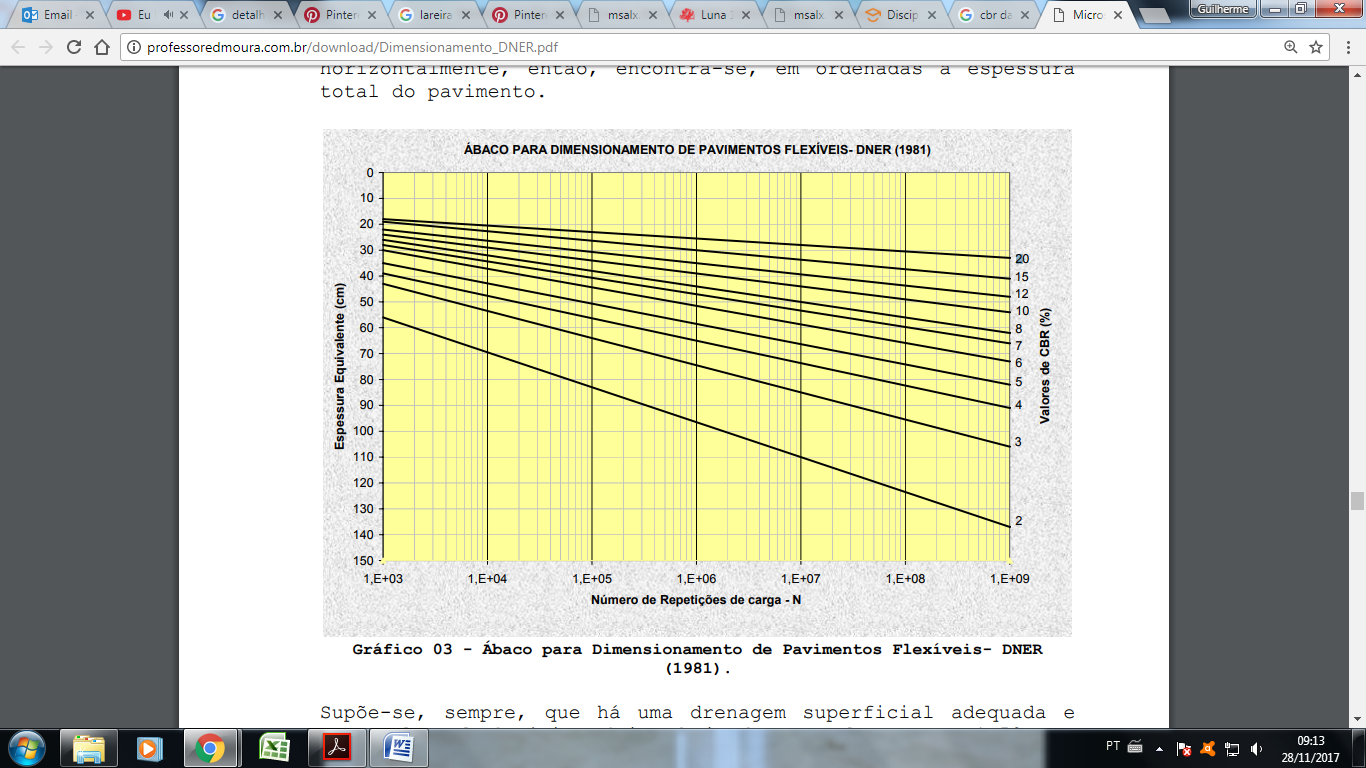 Email
Eu
detalh
Pinter
lareira
Pinter
msalx
Luna
msalx
Discip
cbr da
Micro
Guilherme
professoredmoura.com.br/download/Dimensionamento_DNER.pdf
horizontalmente, então, encontra-se, em ordenadas a espessura
total do pavimento.
ÁBACO PARA DIMENSIONAMENTO DE PAVIMENTOS FLEXÍVEIS- DNER (1981)
0
10
20
30
40
50
60
70
80
90
100
110
120
130
140
150
Espessura Equivalente (cm)
20
15
12
10
8
7
6
5
4
3
2
Valores de CBR (%)
1,E+03 1,E+04 1,E+05 1,E+06 1,E+07 1,E+08 1,E+09
Número de Repetições de carga - N
Gráfico 03 - Ábaco para Dimensionamento de Pavimentos Flexíveis- DNER
(1981).
Supõe-se, sempre, que há uma drenagem superficial adequada e
PT
09:13
28/11/2017